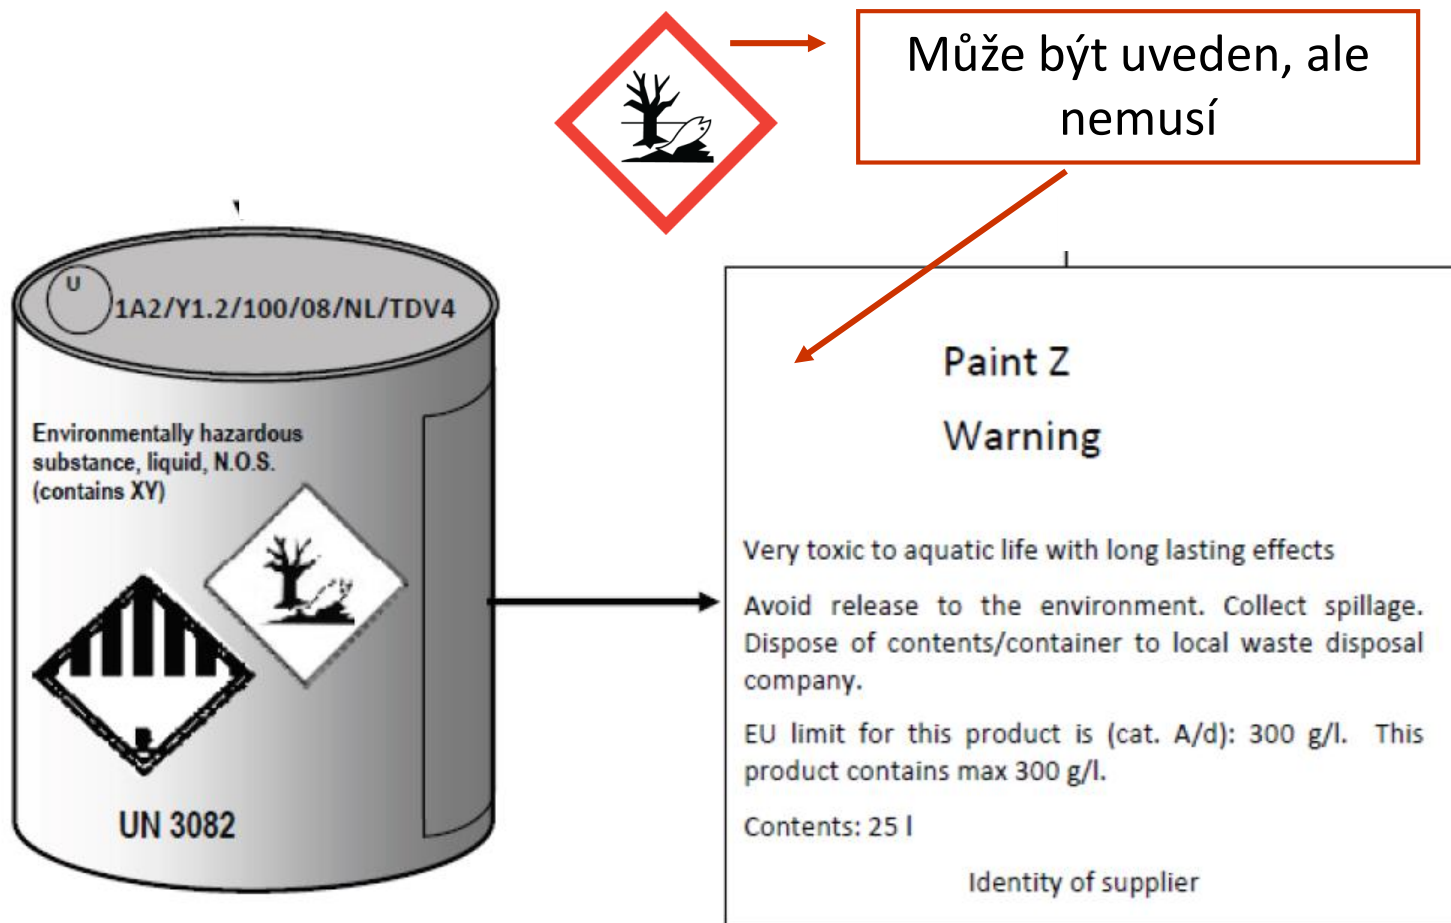 Může být uveden, ale
nemusí
U
1A2/Y1.2/100/08/NL/TDV4
Environmentally hazardous
substance, liquid, N.O.S.
(contains XY)
UN 3082
Paint Z
Warning
Very toxic to aquatic life with long lasting effects
Avoid release to the environment. Collect spillage.
Dispose of contents/container to local waste disposal
company.
EU limit for this product is (cat. A/d): 300 g/l. This
product contains max 300 g/l.
Contents: 25 l
Identity of supplier